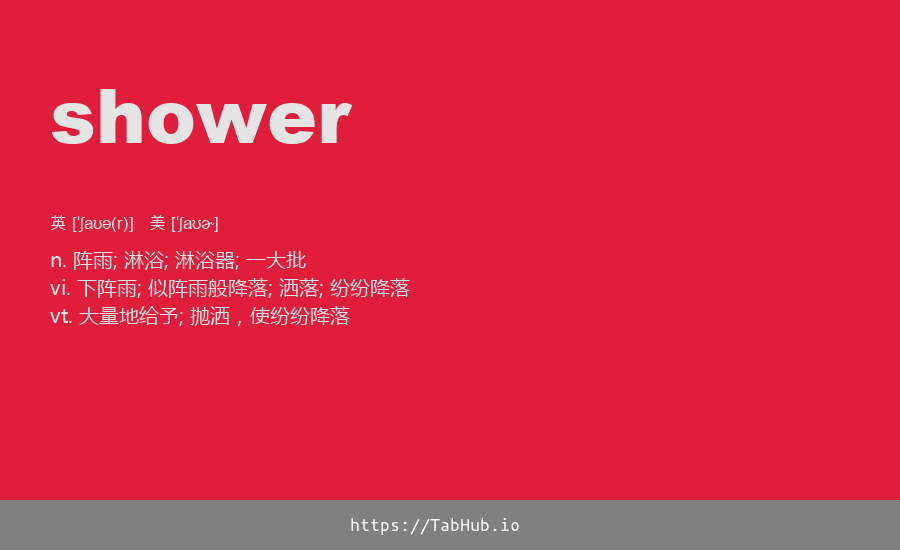 shower
英 [ˈʃaʊə(r)] 美 [ˈʃaʊɚ]
n. 阵雨; 淋浴; 淋浴器; 一大批
vi. 下阵雨; 似阵雨般降落; 洒落; 纷纷降落
vt. 大量地给予; 抛洒，使纷纷降落
https://TabHub.io